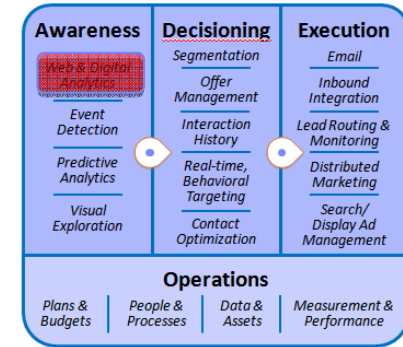 Awareness
Web & Digital
Analytics
Event
Detection
Predictive
Analytics
Visual
Exploration
Decisioning
Segmentation
Offer
Management
Interaction
History
Real-time,
Behavioral
Targeting
Contact
Optimization
Execution
Email
Inbound
Integration
Lead Routing &
Monitoring
Distributed
Marketing
Search/
Display Ad
Management
Operations
Plans &
Budgets
People &
Processes
Data &
Assets
Measurement &
Performance